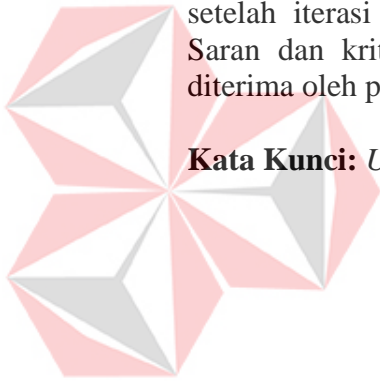 setelah iterasi
Saran dan krit
diterima oleh p
Kata Kunci: U